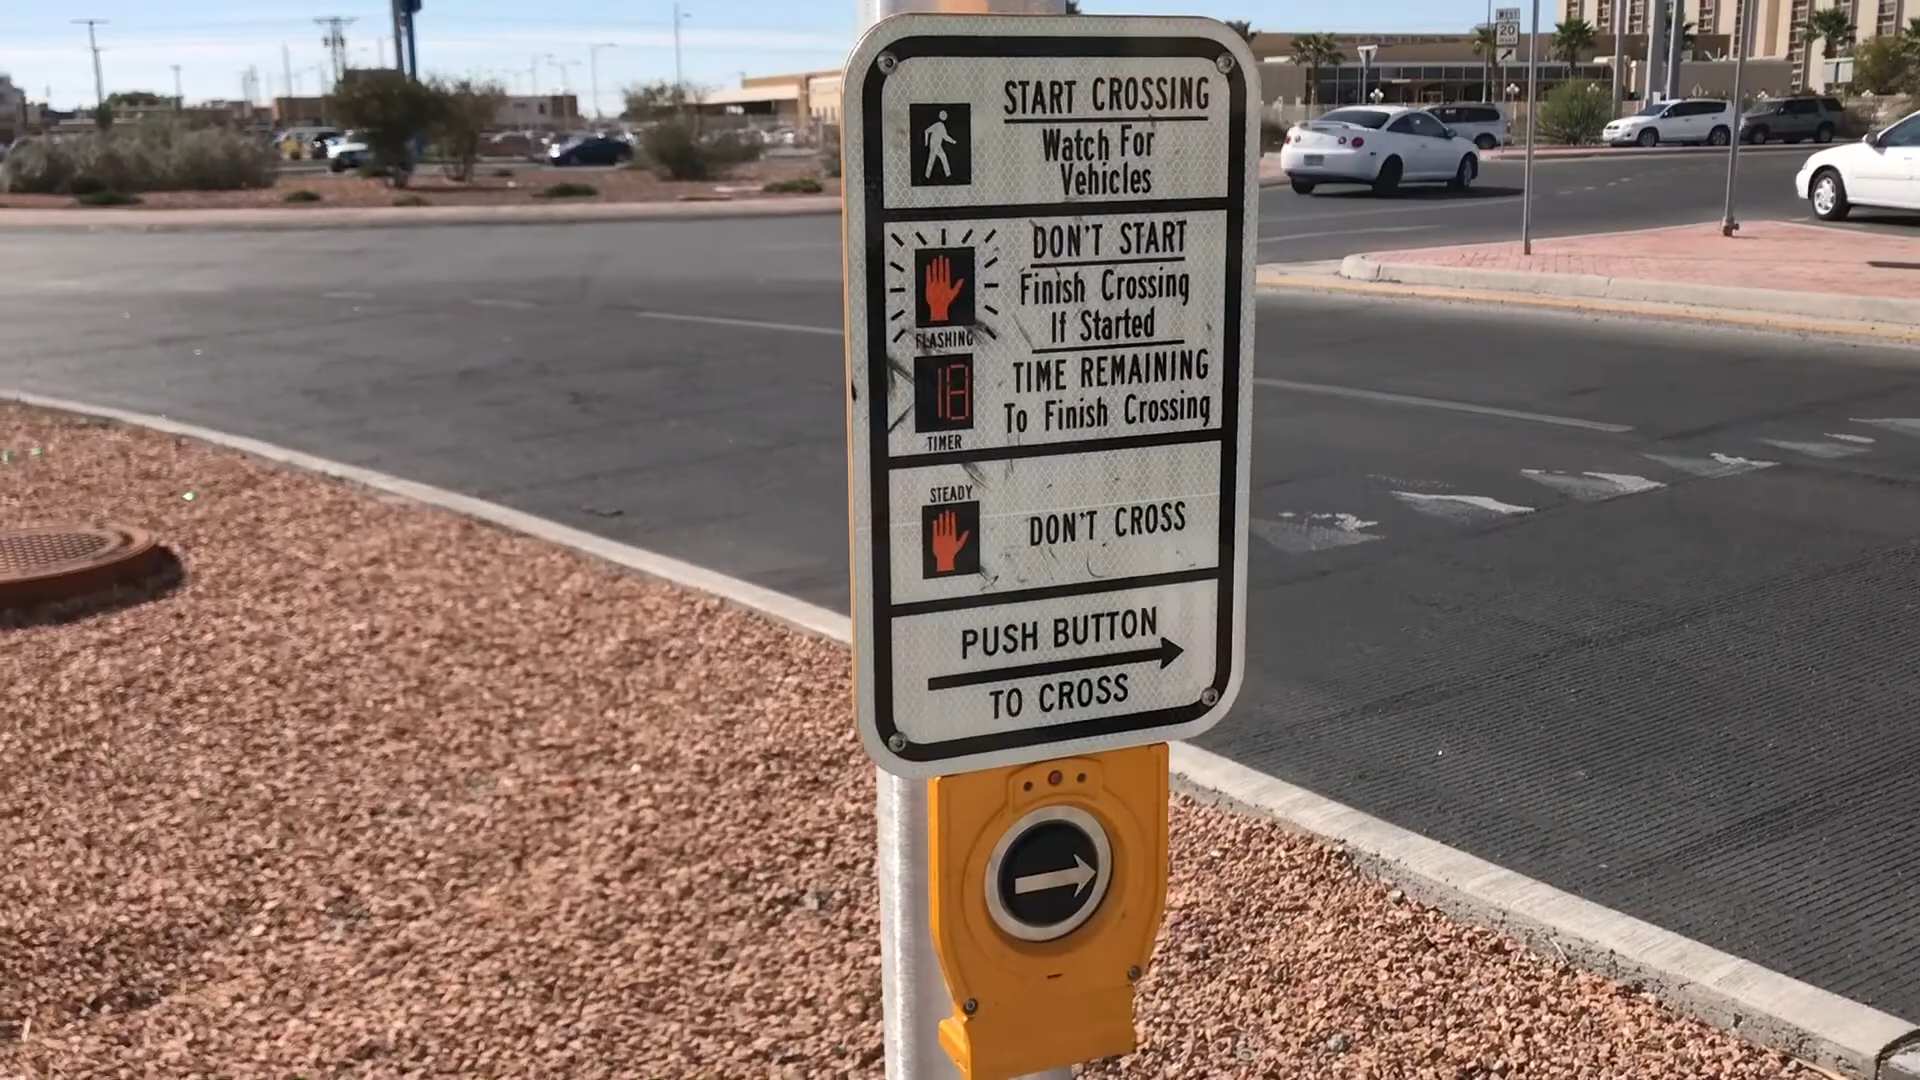 START CROSSING
Watch For
Vehicles
DON'T START
Finish Crossing
If Started
FLASHING
TIME REMAINING
To Finish Crossing
18
TIMER
STEADY
DON'T CROSS
PUSH BUTTON
TO CROSS
WEST
20